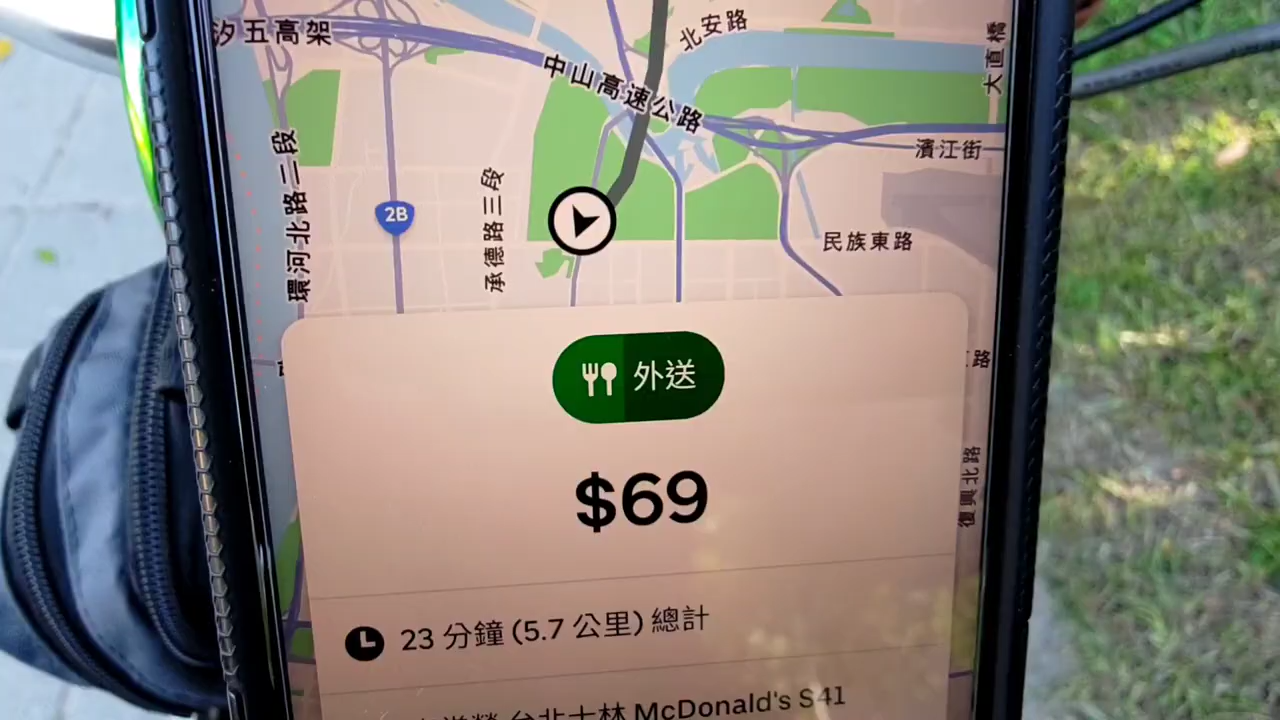 汐五高架
北安路
大直橋
中山高速公路
濱江街
環河北路二段
2B
承德路三段
民族東路
外送
路
$69
復興北路
23 分鐘 (5.7 公里) 總計
台北士林 McDonald's S41